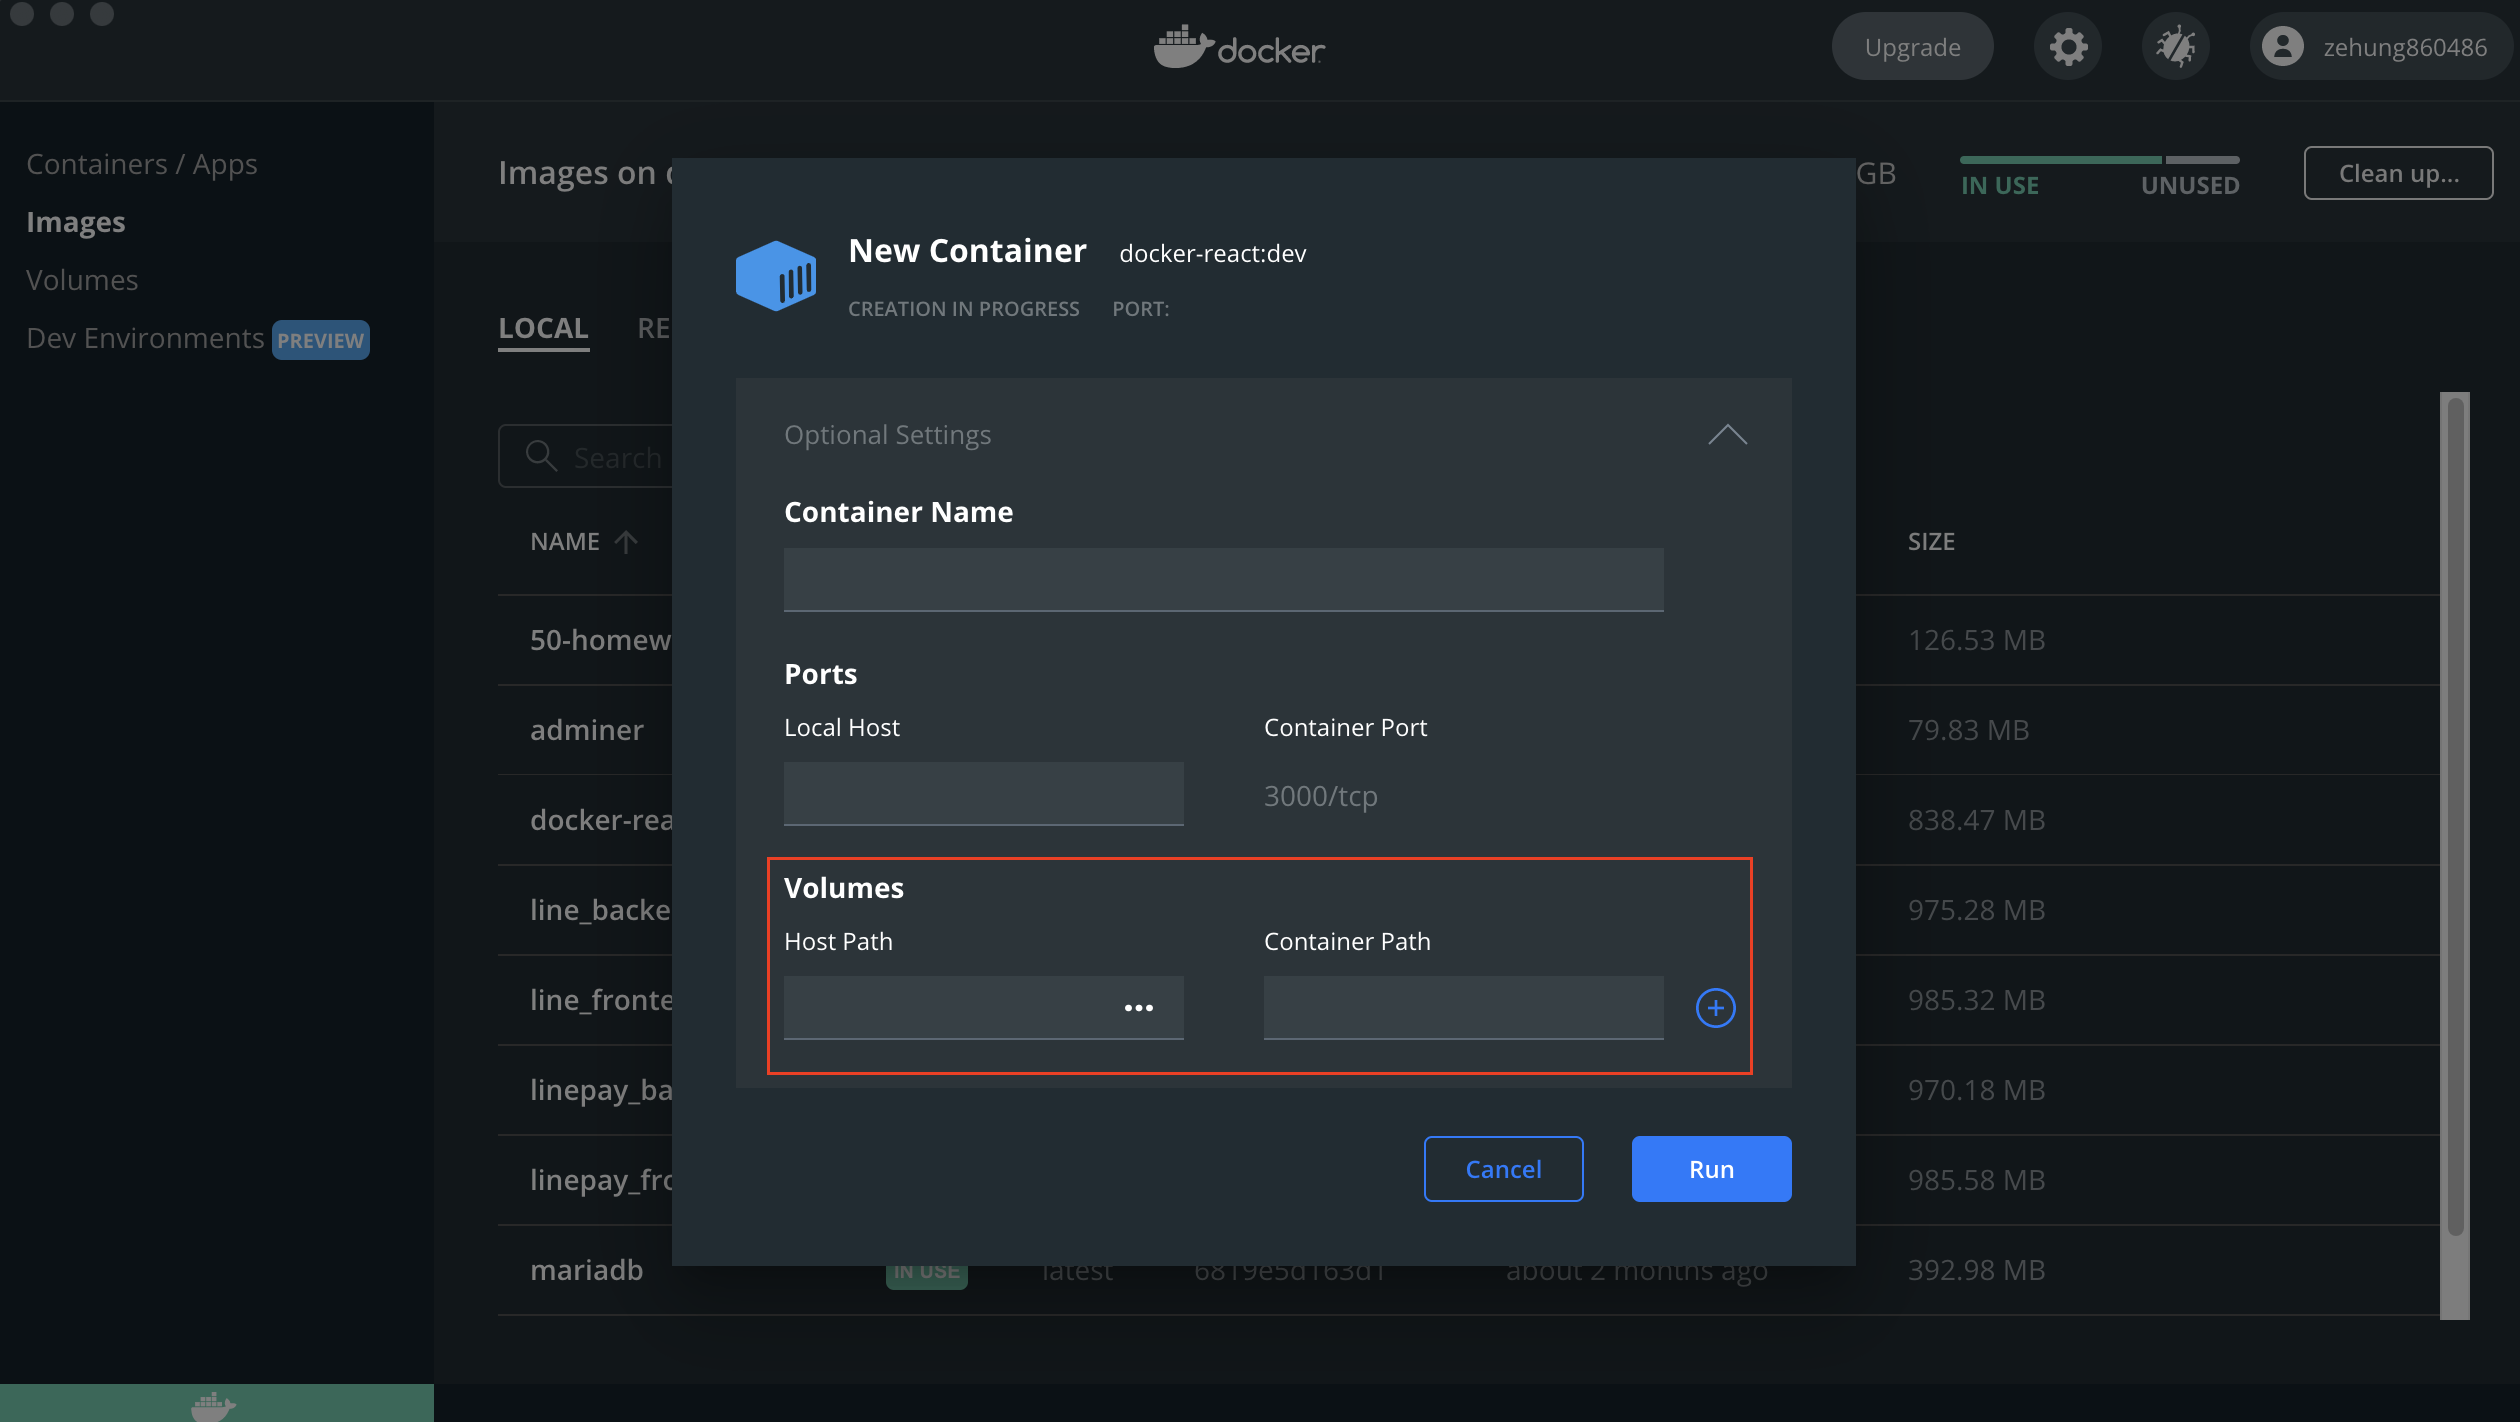 docker
Upgrade
zehung860486
Containers / Apps
Images
Volumes
Dev Environments PREVIEW
Images on
GB
IN USE
UNUSED
Clean up...
LOCAL
Search
NAME
SIZE
50-homew
126.53 MB
adminer
79.83 MB
docker-rea
838.47 MB
line_backe
975.28 MB
line_fronte
985.32 MB
linepay_ba
970.18 MB
linepay_fro
985.58 MB
mariadb
IN USE
latest
6819e5d163d1
about 2 months ago
392.98 MB
New Container
docker-react:dev
CREATION IN PROGRESS
PORT:
Optional Settings
Container Name
Ports
Local Host
Container Port
3000/tcp
Volumes
Host Path
Container Path
Cancel
Run